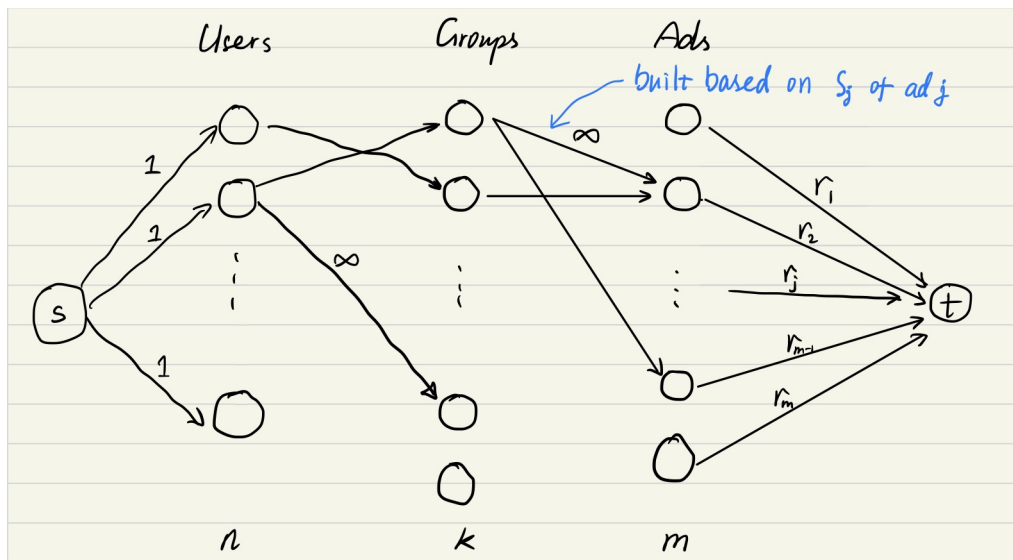 Users Groups Ads
built based on Sj of ad j
∞
1
r1
1
r2
∞
rj
s
t
rm-1
1
rm
n k m